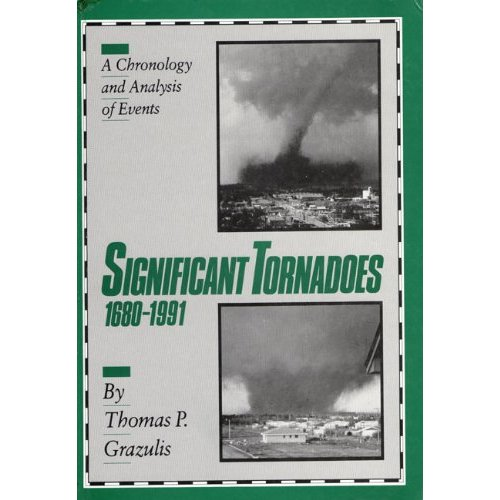 A Chronology
and Analysis
of Events
SIGNIFICANT TORNADOES
1680-1991
By
Thomas P.
Grazulis